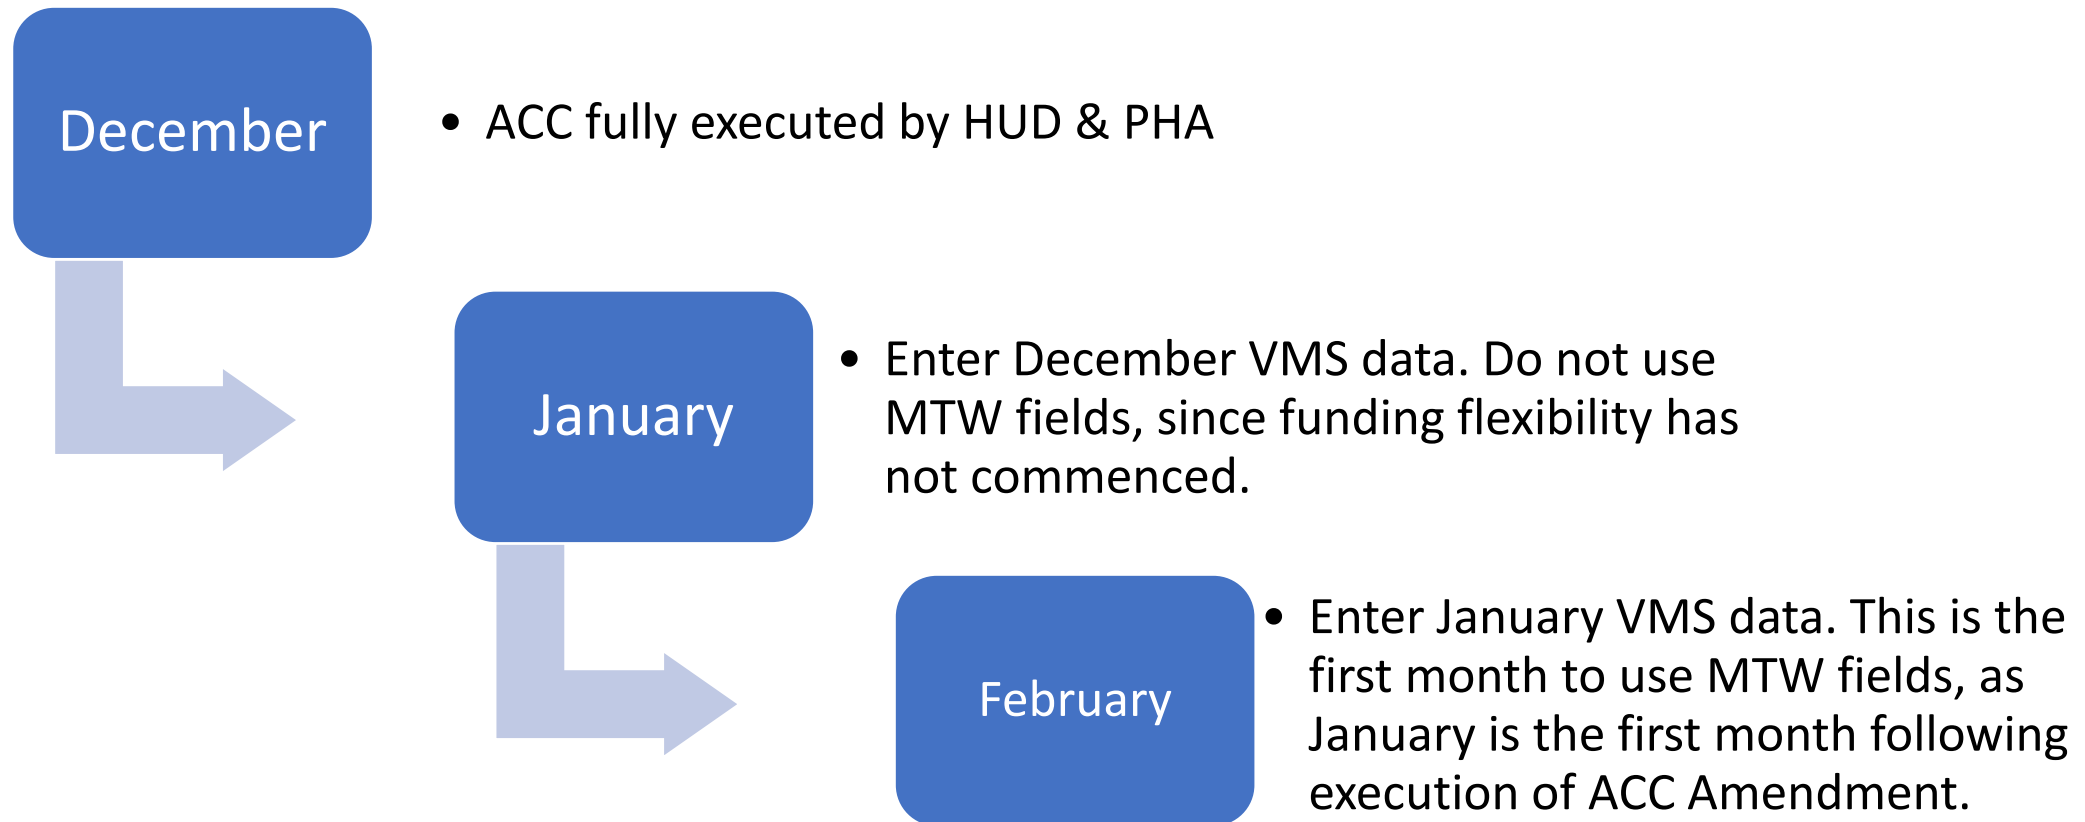 December
• ACC fully executed by HUD & PHA
January
• Enter December VMS data. Do not use
MTW fields, since funding flexibility has
not commenced.
February
• Enter January VMS data. This is the
first month to use MTW fields, as
January is the first month following
execution of ACC Amendment.